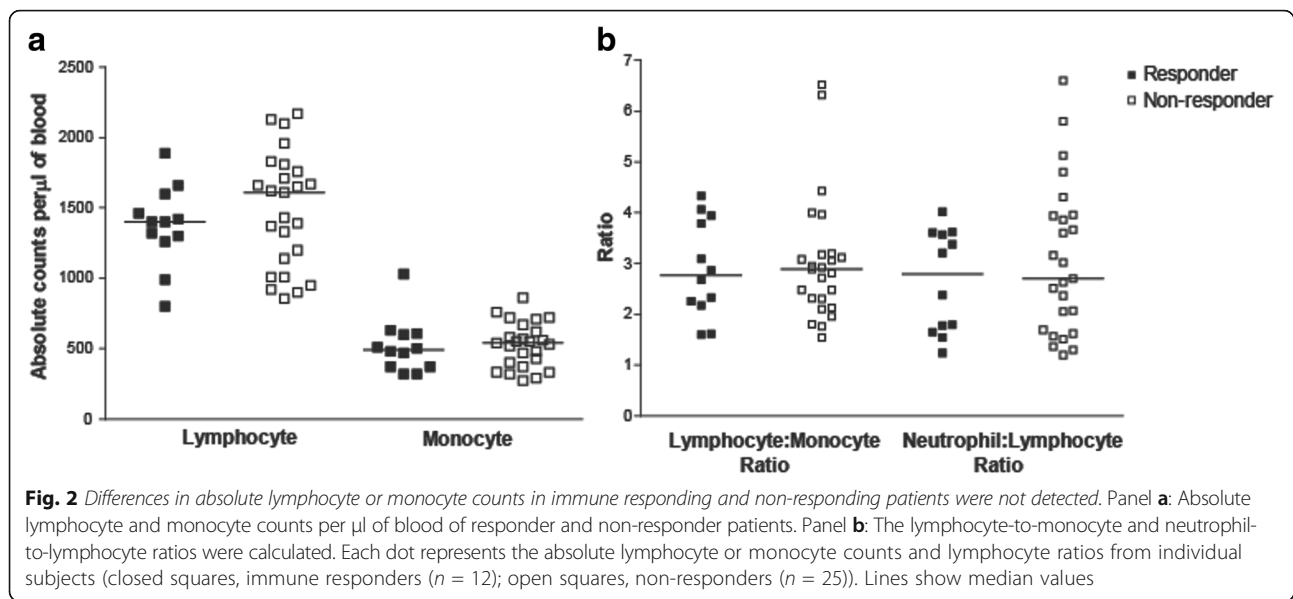 a
2500
2000
1500
1000
500
0
Absolute counts perµl of blood
Lymphocyte
Monocyte
b
7
6
5
4
3
2
1
0
Ratio
Lymphocyte:Monocyte
Ratio
Neutrophil:Lymphocyte
Ratio
Responder
Non-responder
Fig. 2 Differences in absolute lymphocyte or monocyte counts in immune responding and non-responding patients were not detected. Panel a: Absolute
lymphocyte and monocyte counts per µl of blood of responder and non-responder patients. Panel b: The lymphocyte-to-monocyte and neutrophil-
to-lymphocyte ratios were calculated. Each dot represents the absolute lymphocyte or monocyte counts and lymphocyte ratios from individual
subjects (closed squares, immune responders (n = 12); open squares, non-responders (n = 25)). Lines show median values